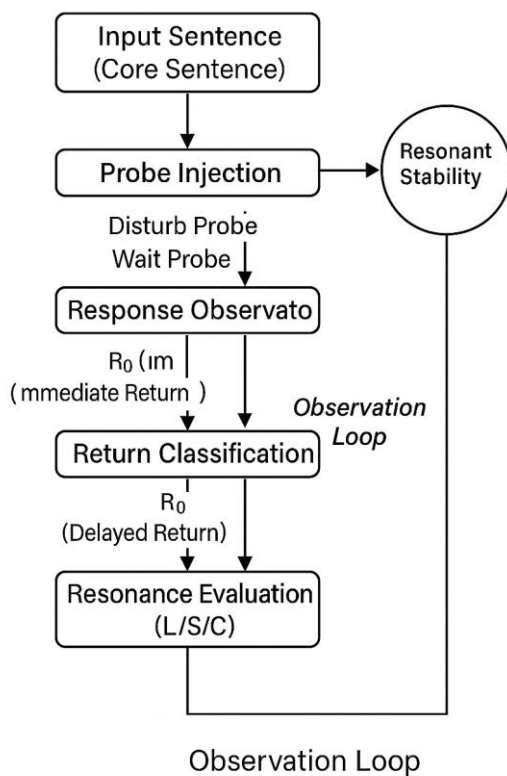 Input Sentence
(Core Sentence)
Probe Injection
Resonant
Stability
Disturb Probe
Wait Probe
Response Observato
R₀ (ım
(mmediate Return )
Observation
Loop
Return Classification
R₀
(Delayed Return)
Resonance Evaluation
(L/S/C)
Observation Loop